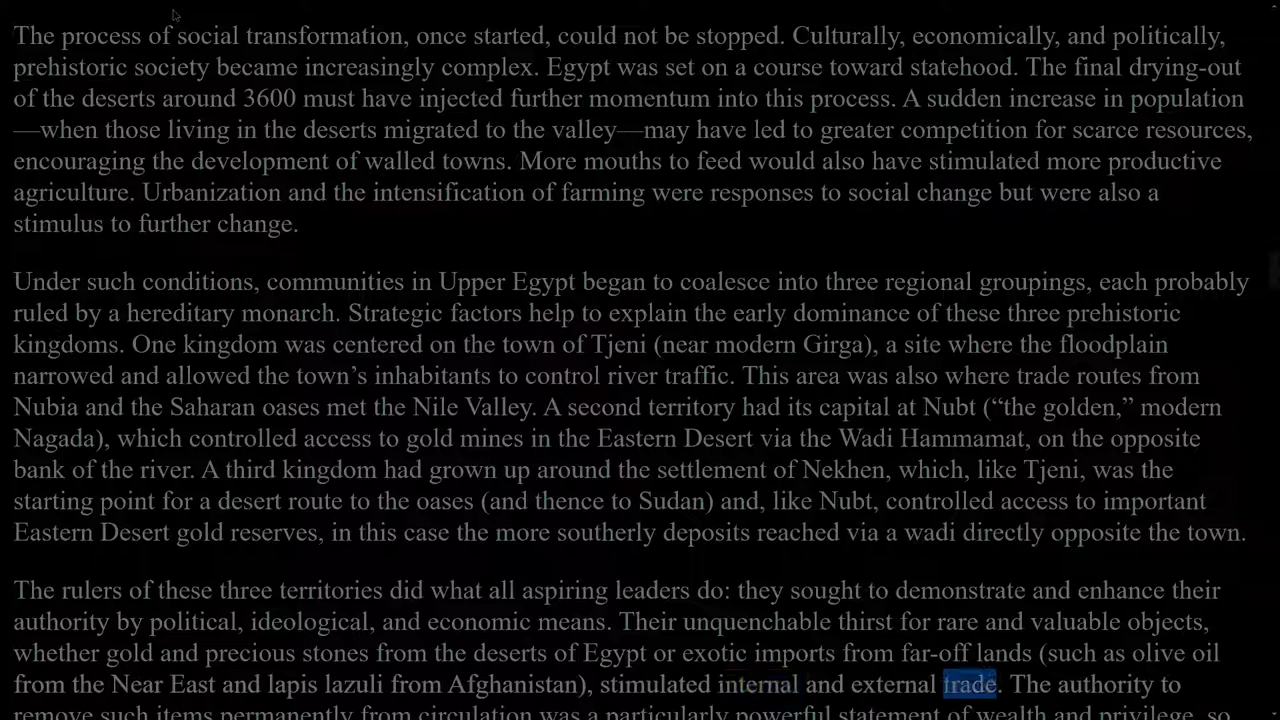 The process of social transformation, once started, could not be stopped. Culturally, economically, and politically,
prehistoric society became increasingly complex. Egypt was set on a course toward statehood. The final drying-out
of the deserts around 3600 must have injected further momentum into this process. A sudden increase in population
—when those living in the deserts migrated to the valley—may have led to greater competition for scarce resources,
encouraging the development of walled towns. More mouths to feed would also have stimulated more productive
agriculture. Urbanization and the intensification of farming were responses to social change but were also a
stimulus to further change.
Under such conditions, communities in Upper Egypt began to coalesce into three regional groupings, each probably
ruled by a hereditary monarch. Strategic factors help to explain the early dominance of these three prehistoric
kingdoms. One kingdom was centered on the town of Tjeni (near modern Girga), a site where the floodplain
narrowed and allowed the town’s inhabitants to control river traffic. This area was also where trade routes from
Nubia and the Saharan oases met the Nile Valley. A second territory had its capital at Nubt (“the golden,” modern
Nagada), which controlled access to gold mines in the Eastern Desert via the Wadi Hammamat, on the opposite
bank of the river. A third kingdom had grown up around the settlement of Nekhen, which, like Tjeni, was the
starting point for a desert route to the oases (and thence to Sudan) and, like Nubt, controlled access to important
Eastern Desert gold reserves, in this case the more southerly deposits reached via a wadi directly opposite the town.
The rulers of these three territories did what all aspiring leaders do: they sought to demonstrate and enhance their
authority by political, ideological, and economic means. Their unquenchable thirst for rare and valuable objects,
whether gold and precious stones from the deserts of Egypt or exotic imports from far-off lands (such as olive oil
from the Near East and lapis lazuli from Afghanistan), stimulated internal and external trade. The authority to
remove such items permanently from circulation was a particularly powerful statement of wealth and privilege, so